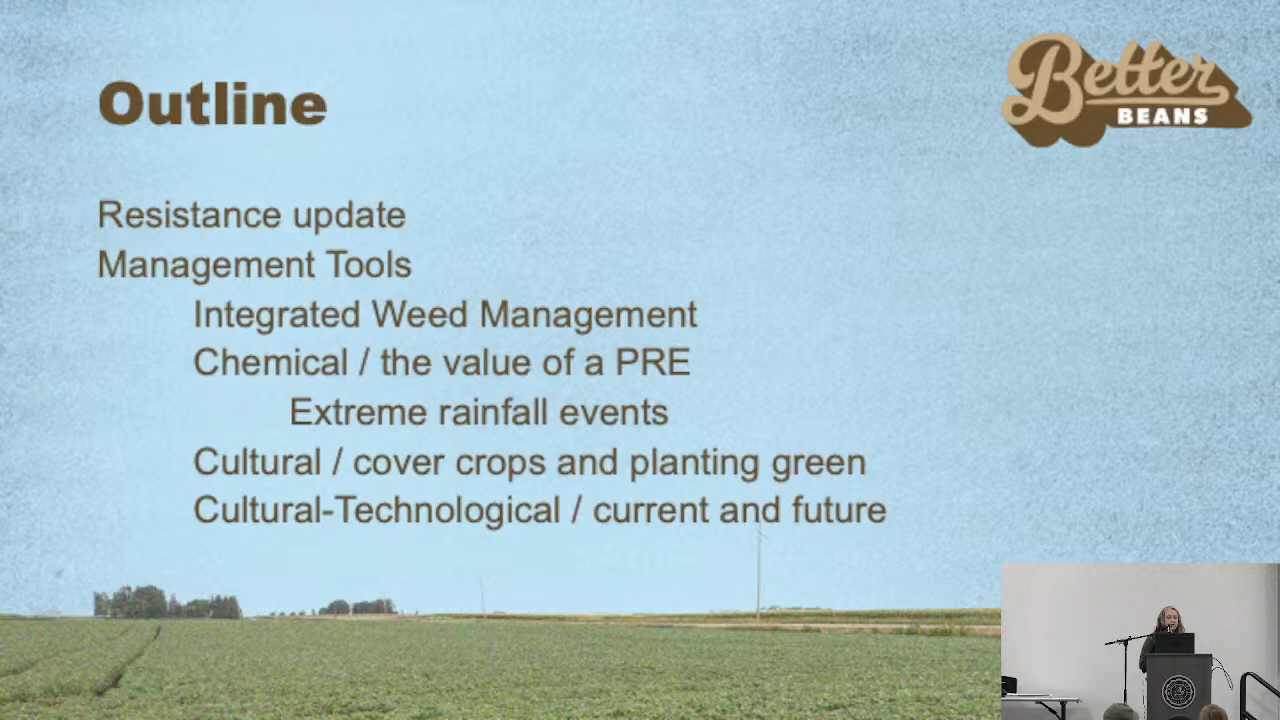 Outline
Better
BEANS
Resistance update
Management Tools
Integrated Weed Management
Chemical / the value of a PRE
Extreme rainfall events
Cultural / cover crops and planting green
Cultural-Technological / current and future